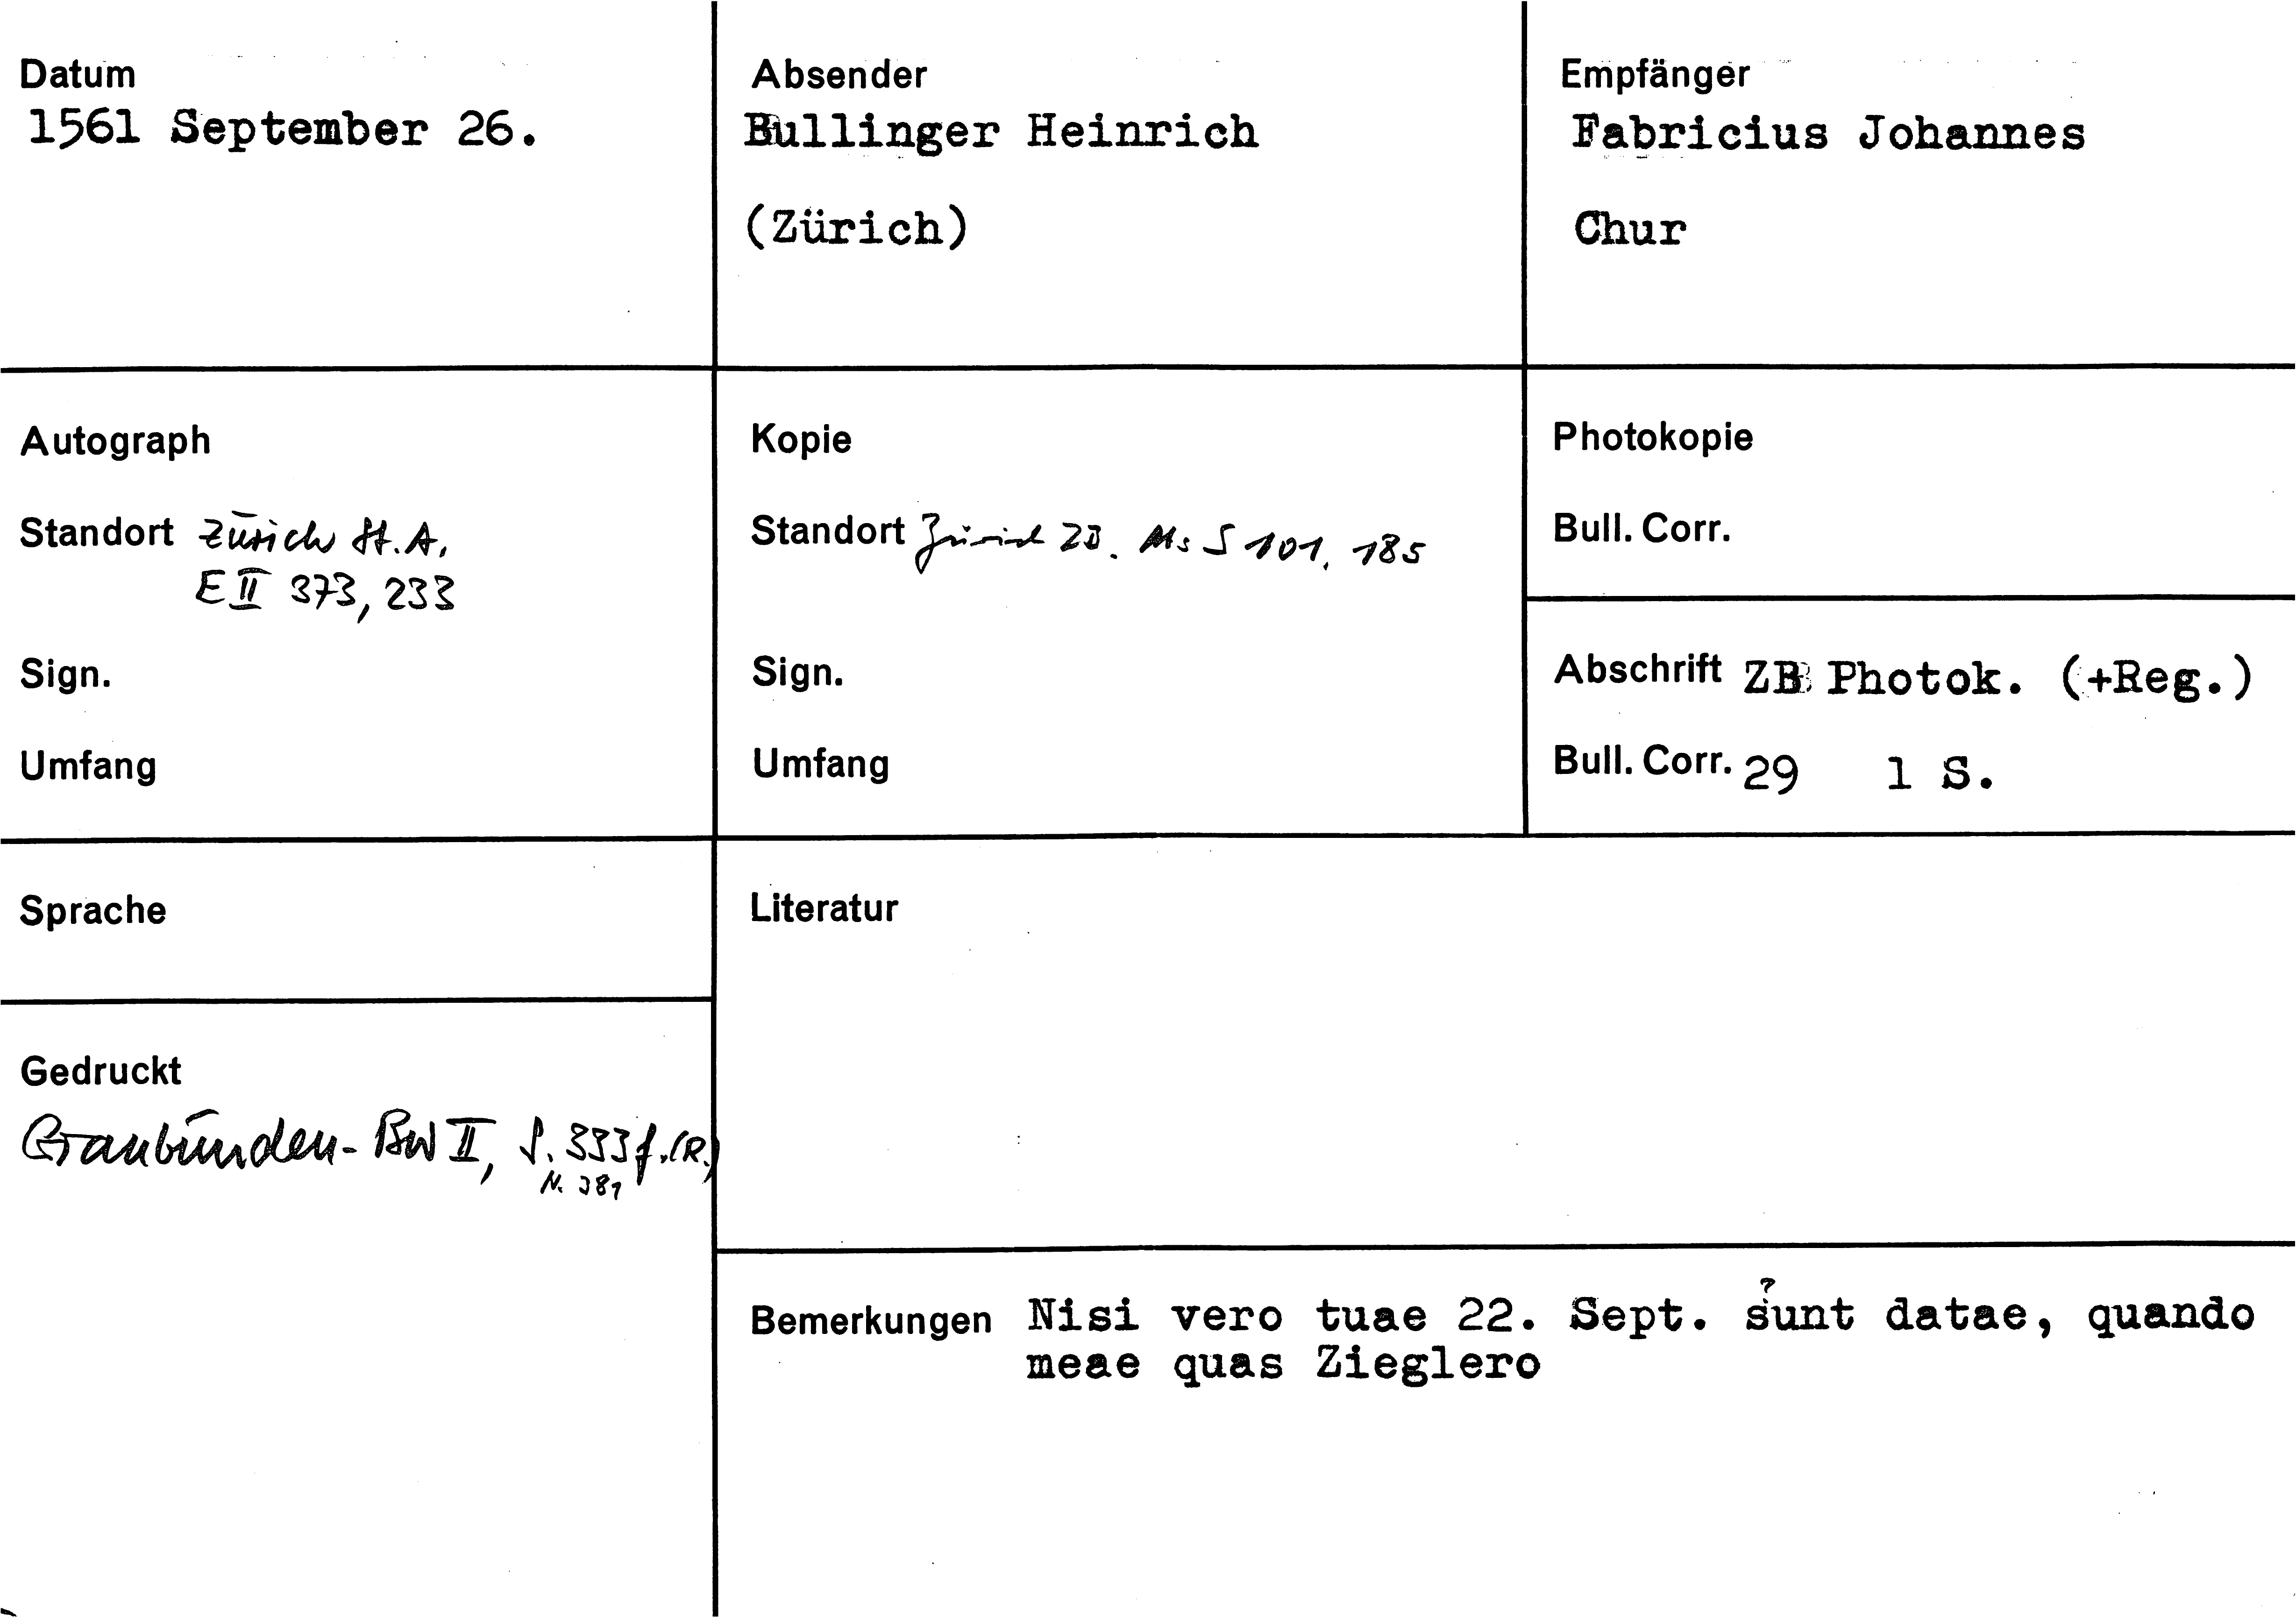 Datum
1561 September 26.
Absender
Bullinger Heinrich
(Zürich)
Empfänger
Fabricius Johannes
Chur
Autograph
Standort Zürich St.A.
E II 373, 233
Sign.
Umfang
Kopie
Standort Zürich ZB. Ms S 101, 185
Sign.
Umfang
Photokopie
Bull. Corr.
Abschrift ZB Photok. (+Reg.)
Bull. Corr. 29 1 S.
Sprache
Gedruckt
Graubünden-BW II, S. 333 f. (R.)
N. 381
Literatur
Bemerkungen Nisi vero tuae 22. Sept. ? sunt datae, quando
meae quas Zieglero